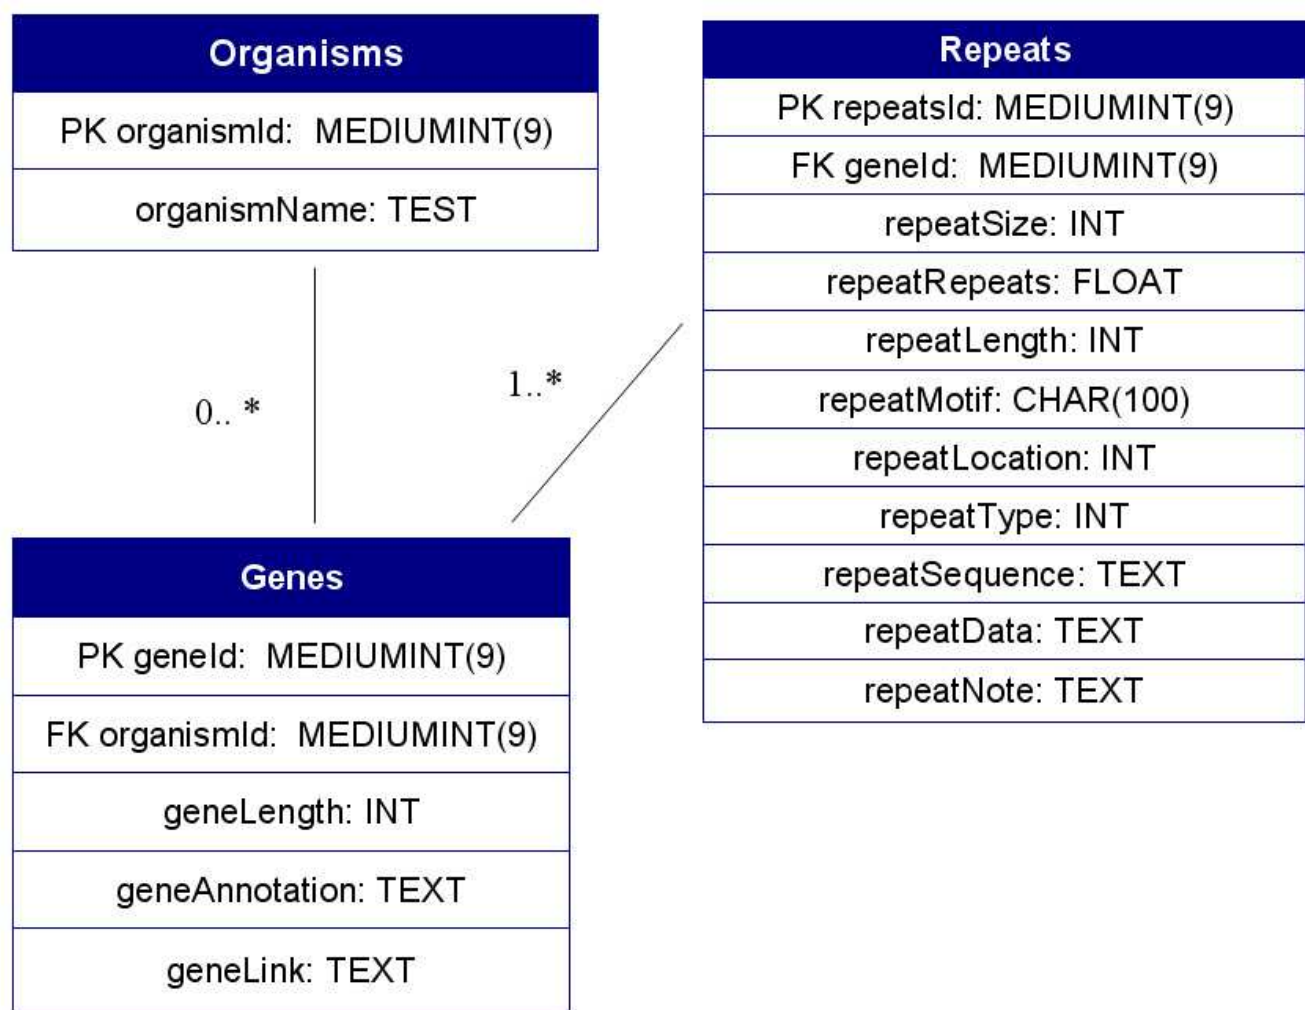 Organisms
PK organismId: MEDIUMINT(9)
organismName: TEST
0.. *
1..*
Genes
PK geneId: MEDIUMINT(9)
FK organismId: MEDIUMINT(9)
geneLength: INT
geneAnnotation: TEXT
geneLink: TEXT
Repeats
PK repeatsId: MEDIUMINT(9)
FK geneId: MEDIUMINT(9)
repeatSize: INT
repeatRepeats: FLOAT
repeatLength: INT
repeatMotif: CHAR(100)
repeatLocation: INT
repeatType: INT
repeatSequence: TEXT
repeatData: TEXT
repeatNote: TEXT